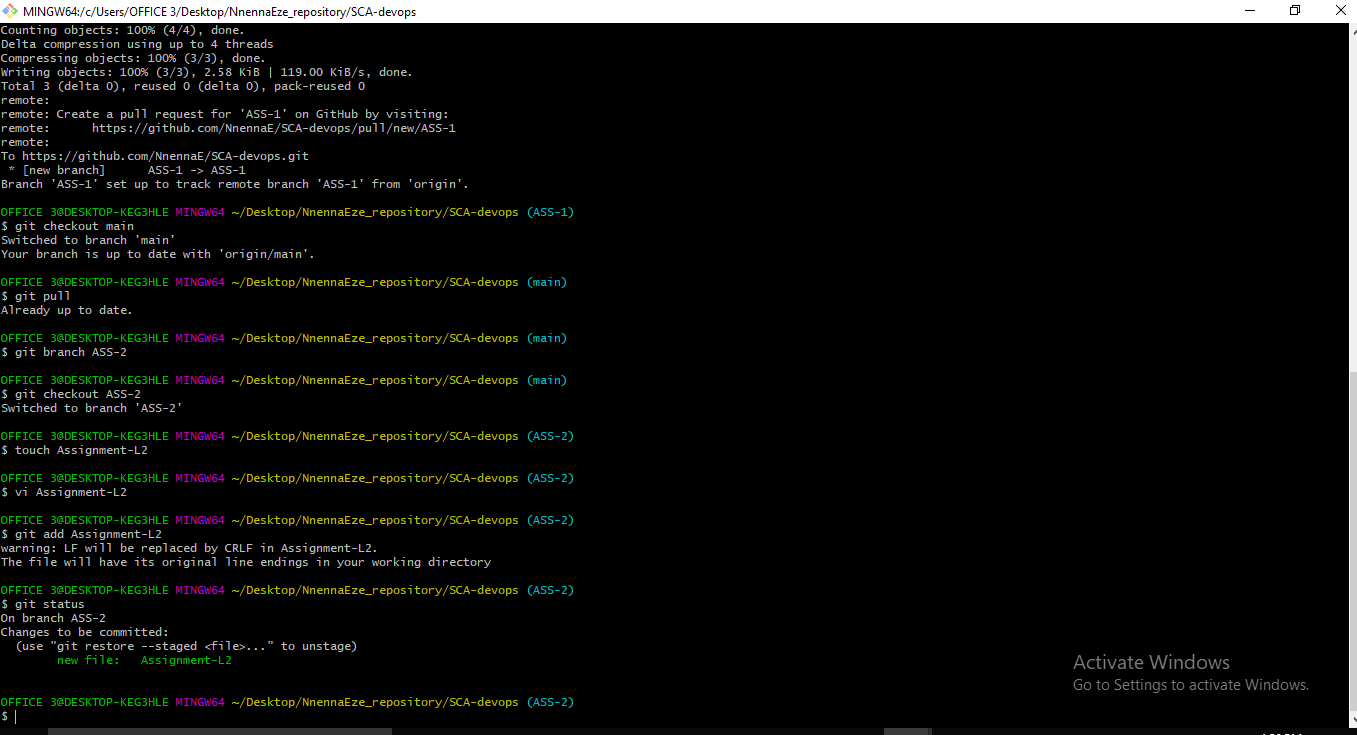 MINGW64:/c/Users/OFFICE 3/Desktop/NnennaEze_repository/SCA-devops
Counting objects: 100% (4/4), done.
Delta compression using up to 4 threads
Compressing objects: 100% (3/3), done.
Writing objects: 100% (3/3), 2.58 KiB | 119.00 KiB/s, done.
Total 3 (delta 0), reused 0 (delta 0), pack-reused 0
remote:
remote: Create a pull request for 'ASS-1' on GitHub by visiting:
remote:      https://github.com/NnennaE/SCA-devops/pull/new/ASS-1
remote:
To https://github.com/NnennaE/SCA-devops.git
 * [new branch]      ASS-1 -> ASS-1
Branch 'ASS-1' set up to track remote branch 'ASS-1' from 'origin'.
OFFICE 3@DESKTOP-KEG3HLE MINGW64 ~/Desktop/NnennaEze_repository/SCA-devops (ASS-1)
$ git checkout main
Switched to branch 'main'
Your branch is up to date with 'origin/main'.
OFFICE 3@DESKTOP-KEG3HLE MINGW64 ~/Desktop/NnennaEze_repository/SCA-devops (main)
$ git pull
Already up to date.
OFFICE 3@DESKTOP-KEG3HLE MINGW64 ~/Desktop/NnennaEze_repository/SCA-devops (main)
$ git branch ASS-2
OFFICE 3@DESKTOP-KEG3HLE MINGW64 ~/Desktop/NnennaEze_repository/SCA-devops (main)
$ git checkout ASS-2
Switched to branch 'ASS-2'
OFFICE 3@DESKTOP-KEG3HLE MINGW64 ~/Desktop/NnennaEze_repository/SCA-devops (ASS-2)
$ touch Assignment-L2
OFFICE 3@DESKTOP-KEG3HLE MINGW64 ~/Desktop/NnennaEze_repository/SCA-devops (ASS-2)
$ vi Assignment-L2
OFFICE 3@DESKTOP-KEG3HLE MINGW64 ~/Desktop/NnennaEze_repository/SCA-devops (ASS-2)
$ git add Assignment-L2
warning: LF will be replaced by CRLF in Assignment-L2.
The file will have its original line endings in your working directory
OFFICE 3@DESKTOP-KEG3HLE MINGW64 ~/Desktop/NnennaEze_repository/SCA-devops (ASS-2)
$ git status
On branch ASS-2
Changes to be committed:
  (use "git restore --staged <file>..." to unstage)
        new file:   Assignment-L2
OFFICE 3@DESKTOP-KEG3HLE MINGW64 ~/Desktop/NnennaEze_repository/SCA-devops (ASS-2)
$
Activate Windows
Go to Settings to activate Windows.